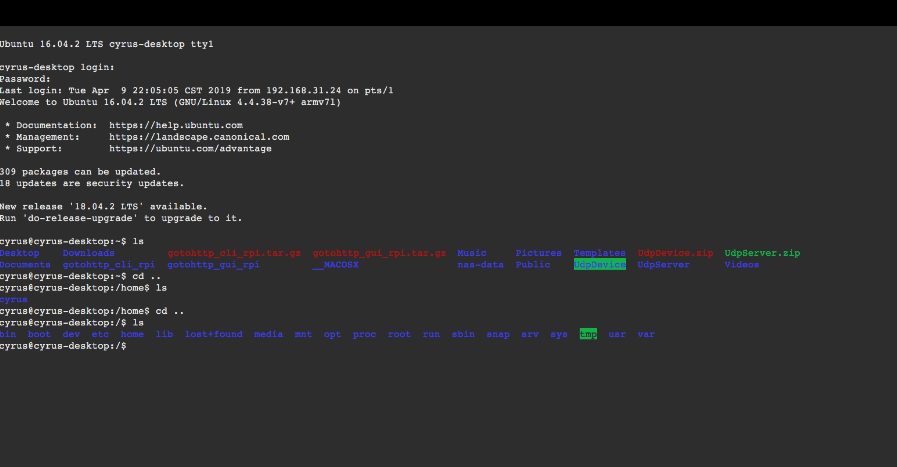 Ubuntu 16.04.2 LTS cyrus-desktop tty1
cyrus-desktop login:
Password:
Last login: Tue Apr  9 22:05:05 CST 2019 from 192.168.31.24 on pts/1
Welcome to Ubuntu 16.04.2 LTS (GNU/Linux 4.4.38-v7+ armv7l)
* Documentation:  https://help.ubuntu.com
* Management:     https://landscape.canonical.com
* Support:        https://ubuntu.com/advantage
309 packages can be updated.
18 updates are security updates.
New release '18.04.2 LTS' available.
Run 'do-release-upgrade' to upgrade to it.
cyrus@cyrus-desktop:~$ ls
Desktop    Downloads         gotohttp_cli_rpi.tar.gz  gotohttp_gui_rpi.tar.gz  Music     Pictures  Templates  UdpDevice.zip  UdpServer.zip
Documents  gotohttp_cli_rpi  gotohttp_gui_rpi         __MACOSX                 nas-data  Public    UdpDevice  UdpServer      Videos
cyrus@cyrus-desktop:~$ cd ..
cyrus@cyrus-desktop:/home$ ls
cyrus
cyrus@cyrus-desktop:/home$ cd ..
cyrus@cyrus-desktop:/$ ls
bin  boot  dev  etc  home  lib  lost+found  media  mnt  opt  proc  root  run  sbin  snap  srv  sys  tmp  usr  var
cyrus@cyrus-desktop:/$